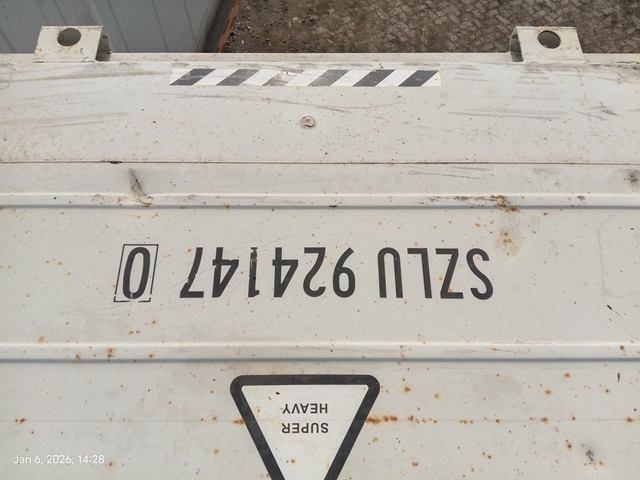 SZLU 924147 0
SUPER
HEAVY
Jan 6, 2026, 14:28